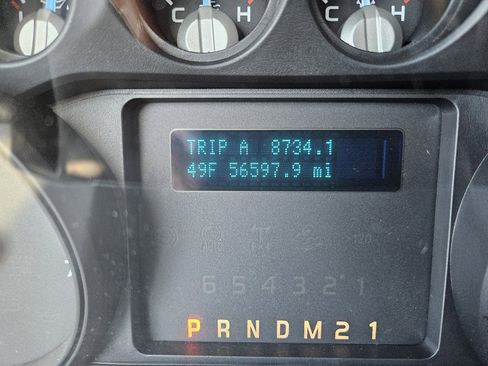 C H C H
TRIP A 8734.1
49F 56597.9 mi
6 5 4 3 2 1
P R N D M 2 1